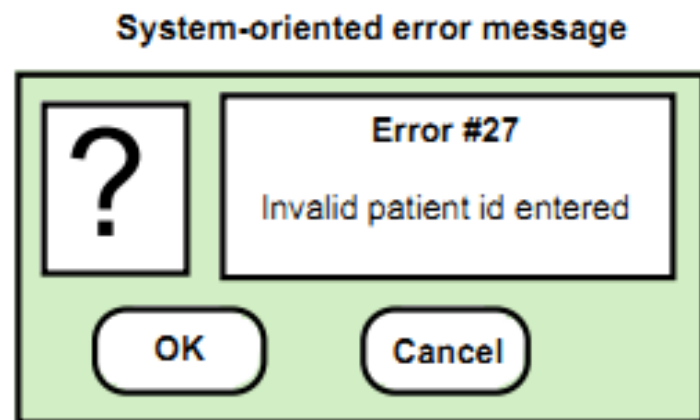 System-oriented error message
?
Error #27
Invalid patient id entered
OK
Cancel